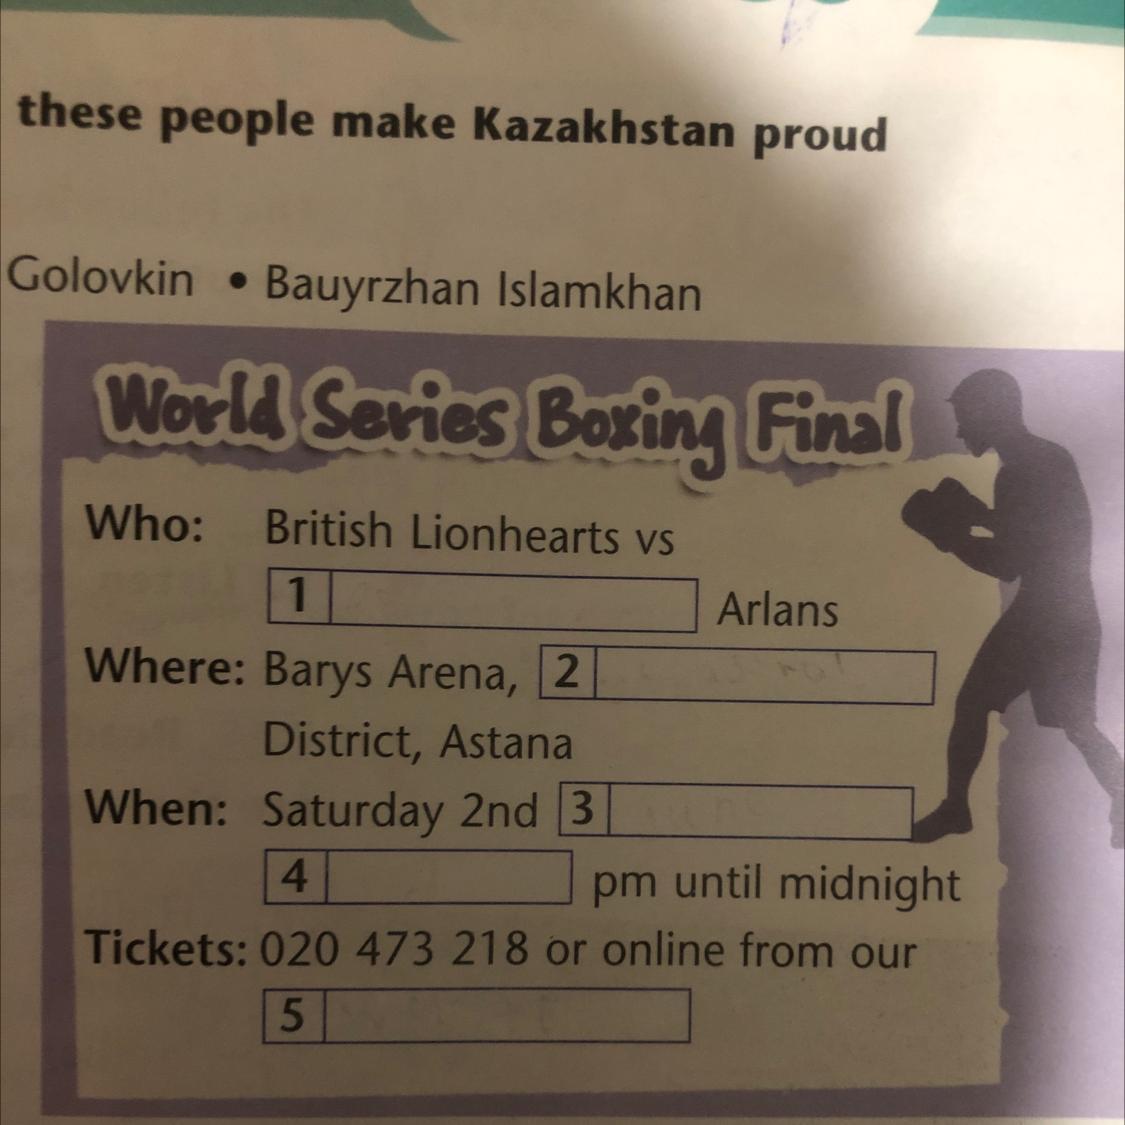 these people make Kazakhstan proud
Golovkin • Bauyrzhan Islamkhan
World Series Boxing Final
Who: British Lionhearts vs
1 Arlans
Where: Barys Arena, 2
District, Astana
When: Saturday 2nd 3
4 pm until midnight
Tickets: 020 473 218 or online from our
5